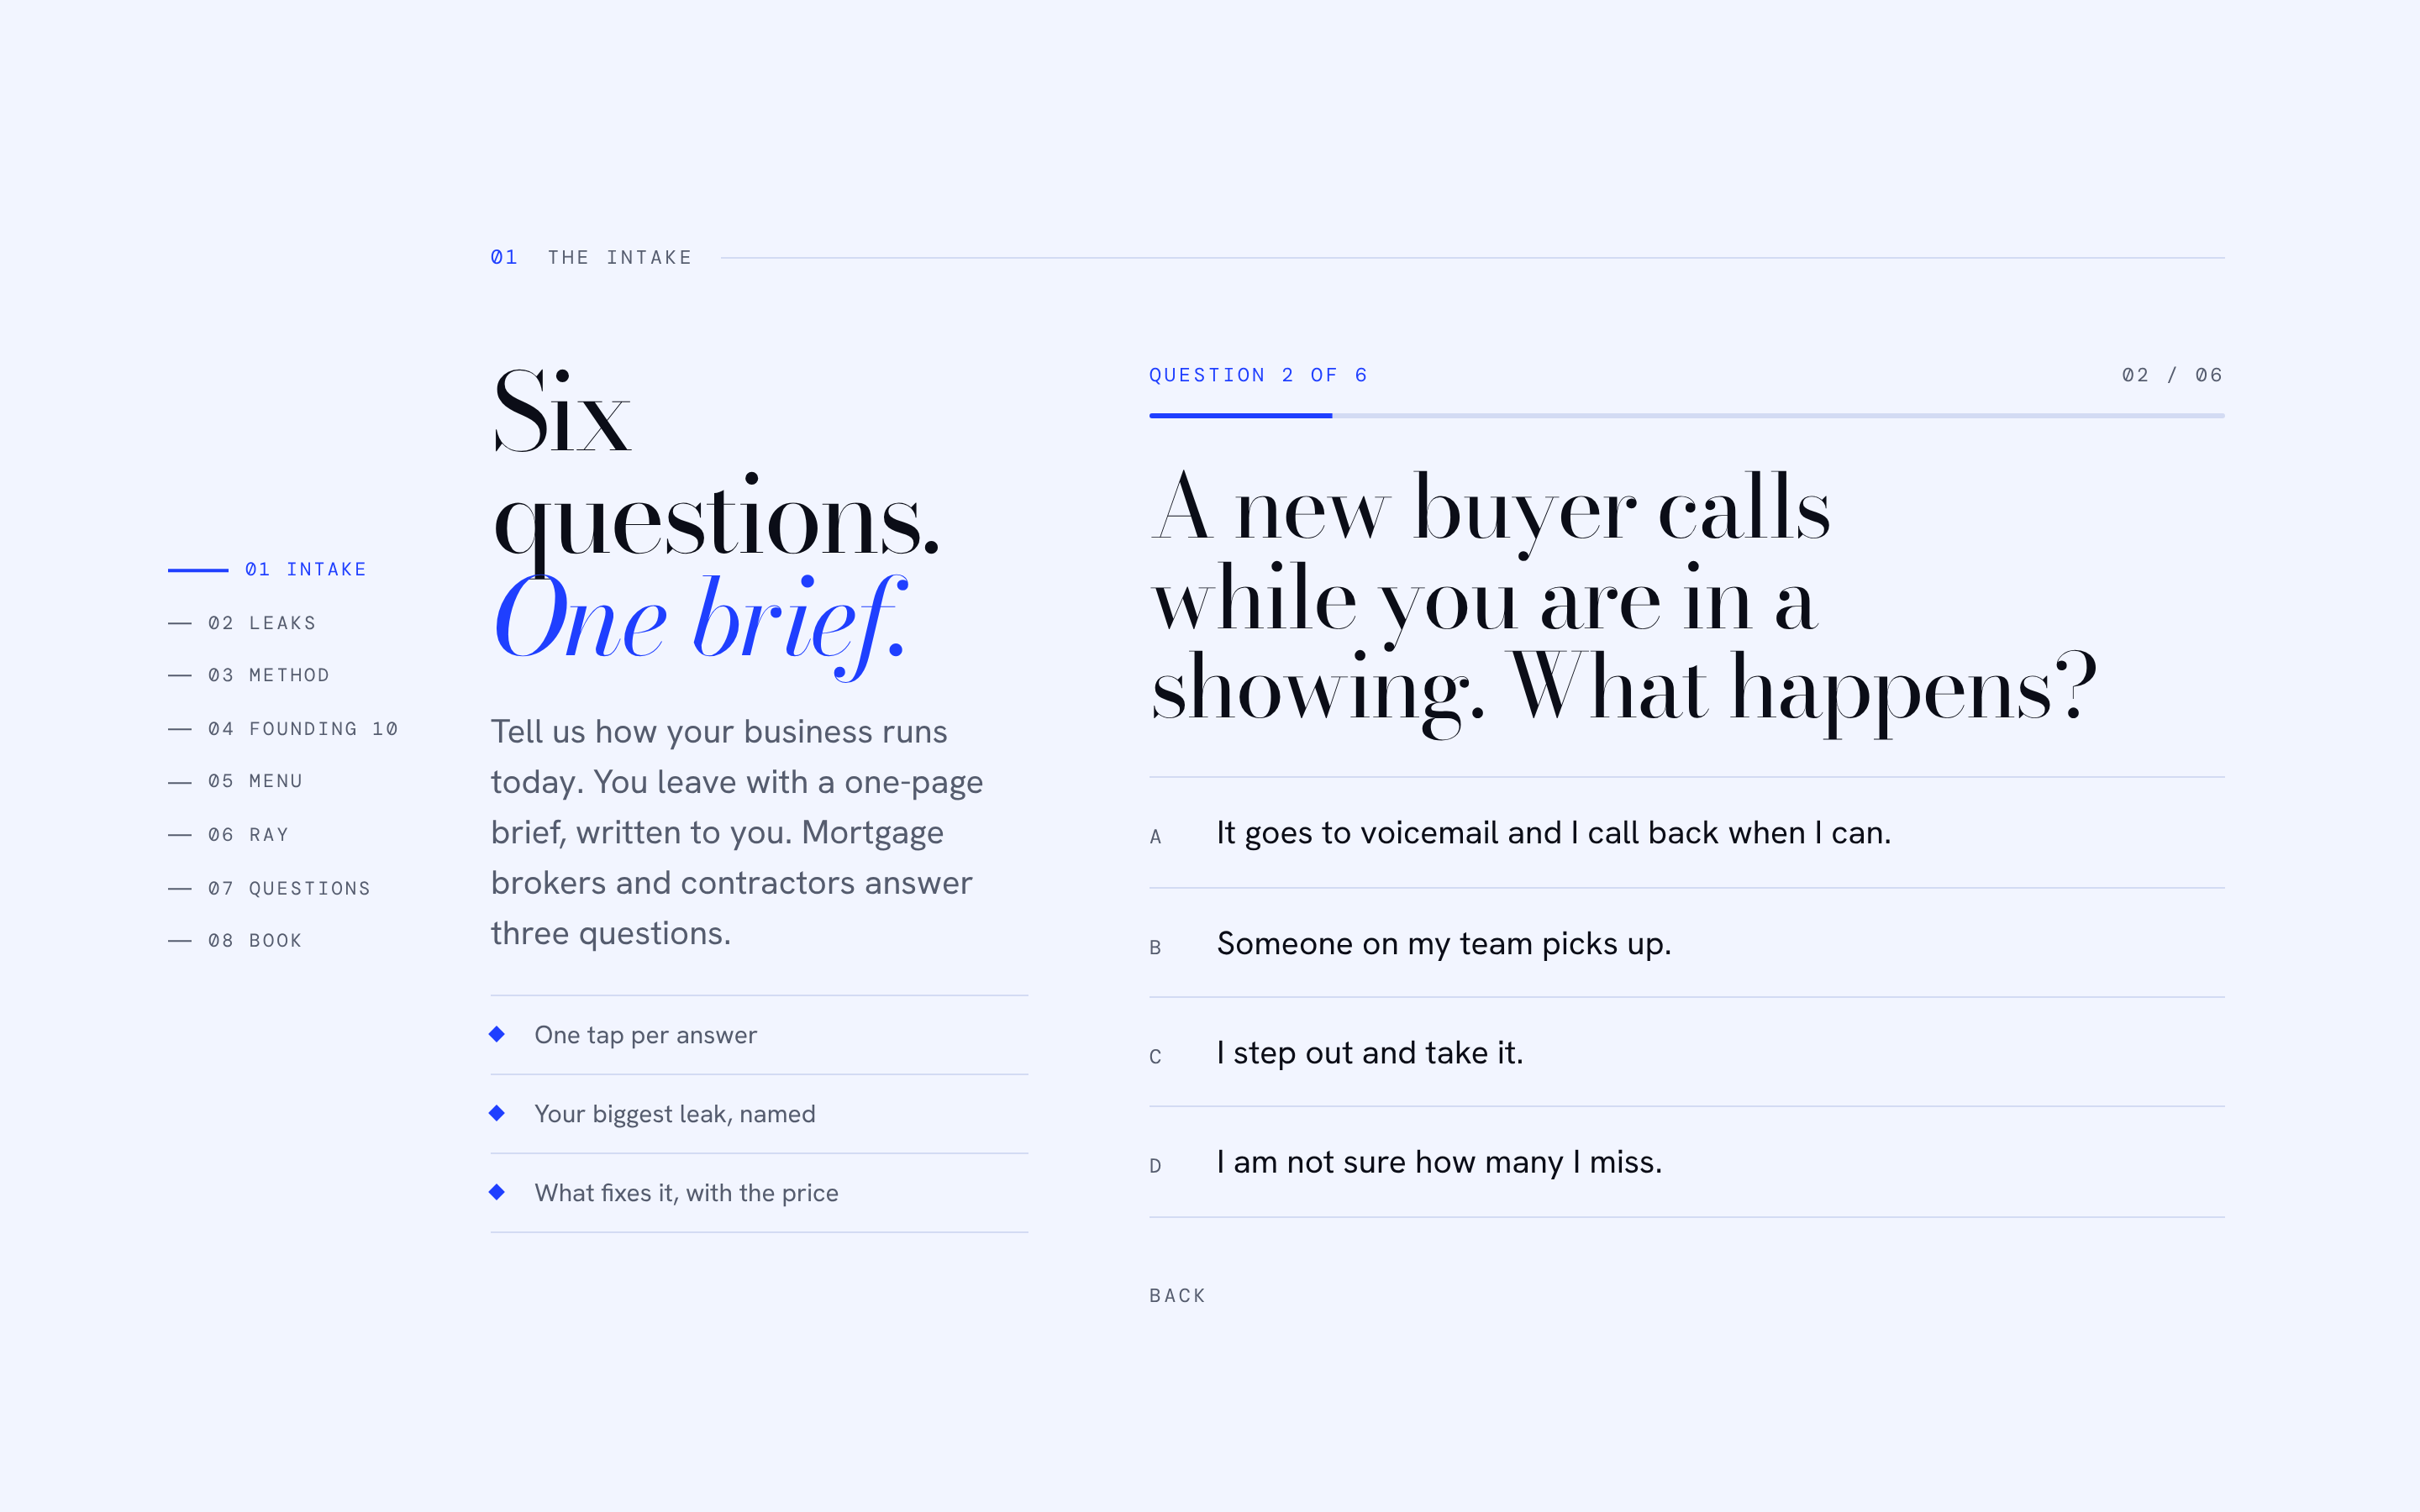 01 THE INTAKE
01 INTAKE
02 LEAKS
03 METHOD
04 FOUNDING 10
05 MENU
06 RAY
07 QUESTIONS
08 BOOK
Six
questions.
One brief.
Tell us how your business runs
today. You leave with a one-page
brief, written to you. Mortgage
brokers and contractors answer
three questions.
One tap per answer
Your biggest leak, named
What fixes it, with the price
QUESTION 2 OF 6
02 / 06
A new buyer calls
while you are in a
showing. What happens?
A It goes to voicemail and I call back when I can.
B Someone on my team picks up.
C I step out and take it.
D I am not sure how many I miss.
BACK